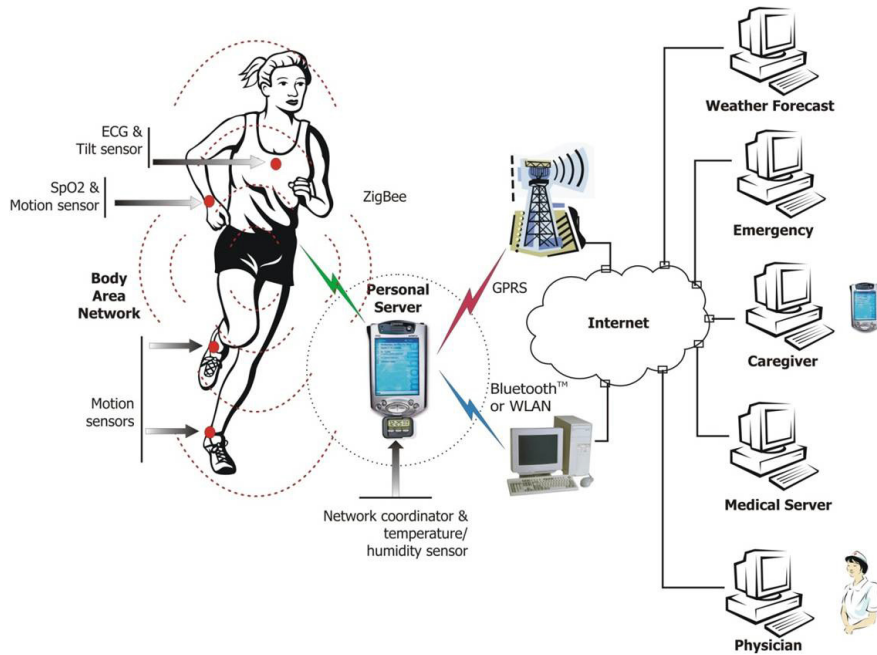 ECG &
Tilt sensor
SpO2 &
Motion sensor
Body
Area
Network
Motion
sensors
ZigBee
Personal
Server
Network coordinator &
temperature/
humidity sensor
GPRS
Bluetooth™
or WLAN
Internet
Weather Forecast
Emergency
Caregiver
Medical Server
Physician